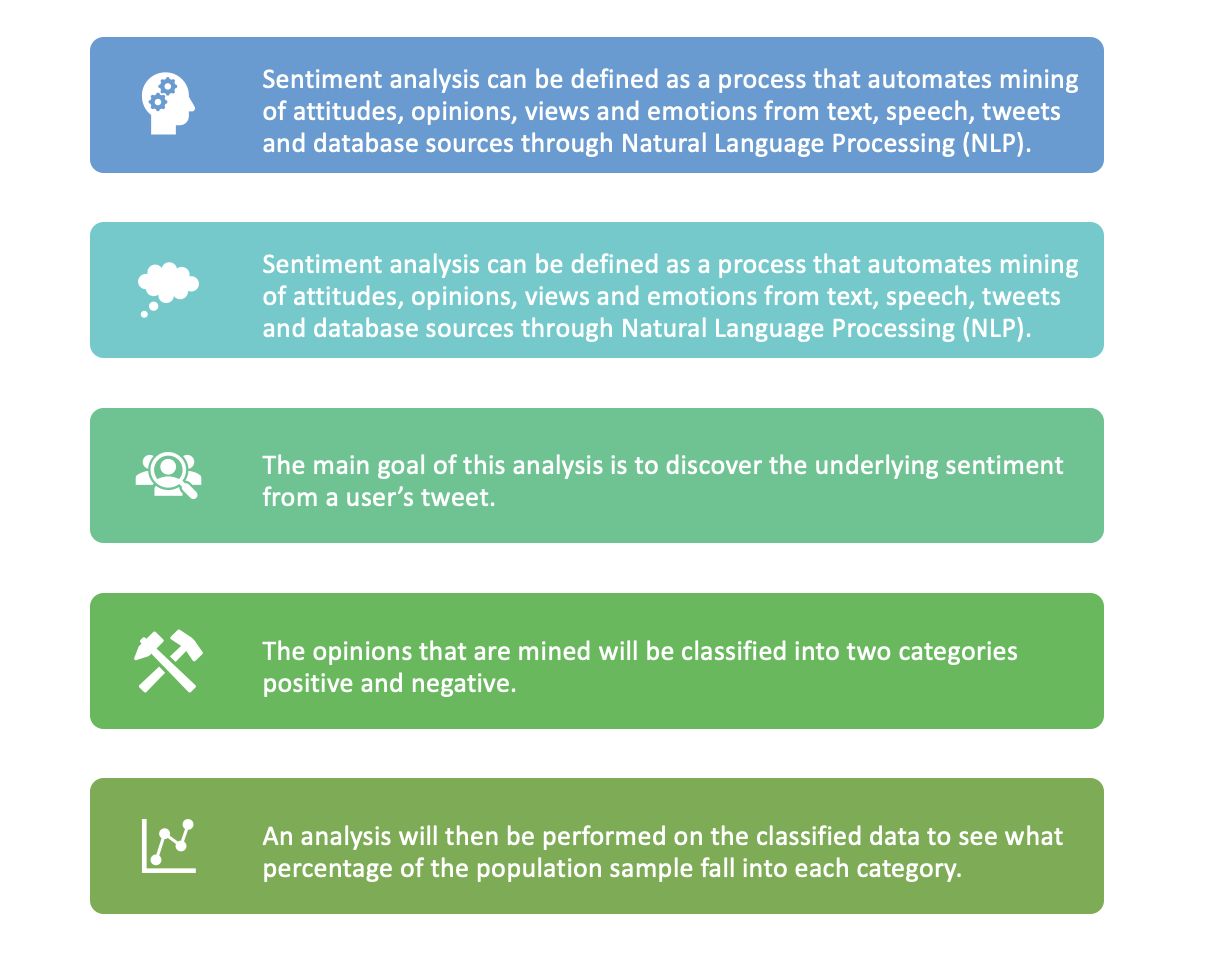 Sentiment analysis can be defined as a process that automates mining
of attitudes, opinions, views and emotions from text, speech, tweets
and database sources through Natural Language Processing (NLP).
Sentiment analysis can be defined as a process that automates mining
of attitudes, opinions, views and emotions from text, speech, tweets
and database sources through Natural Language Processing (NLP).
The main goal of this analysis is to discover the underlying sentiment
from a user’s tweet.
The opinions that are mined will be classified into two categories
positive and negative.
An analysis will then be performed on the classified data to see what
percentage of the population sample fall into each category.